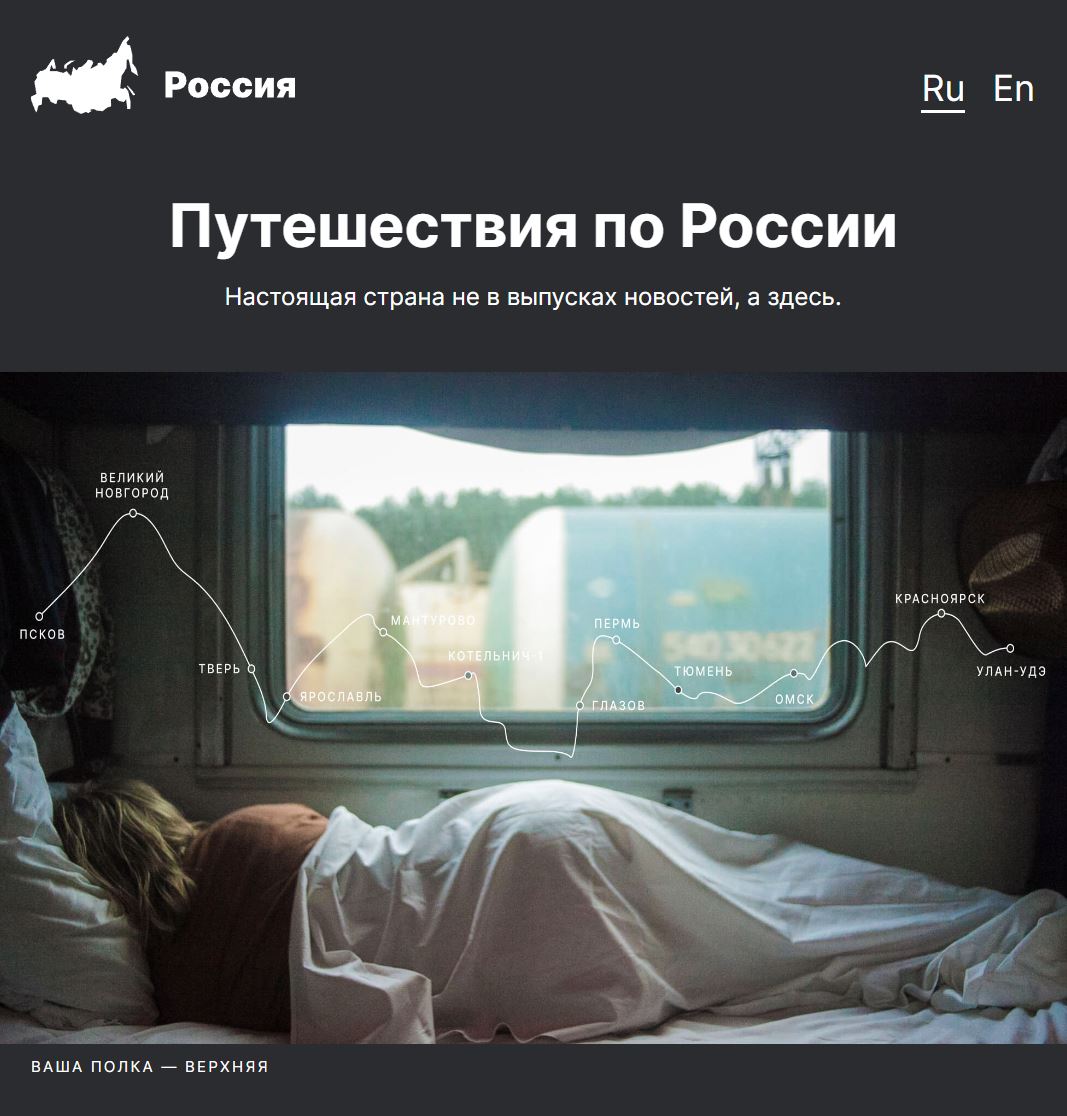 Россия
Ru En
Путешествия по России
Настоящая страна не в выпусках новостей, а здесь.
ВЕЛИКИЙ
НОВГОРОД
ПСКОВ
ТВЕРЬ
ЯРОСЛАВЛЬ
МАНТУРОВО
КОТЕЛЬНИЧ-1
ГЛАЗОВ
ПЕРМЬ
ТЮМЕНЬ
ОМСК
КРАСНОЯРСК
УЛАН-УДЭ
ВАША ПОЛКА — ВЕРХНЯЯ